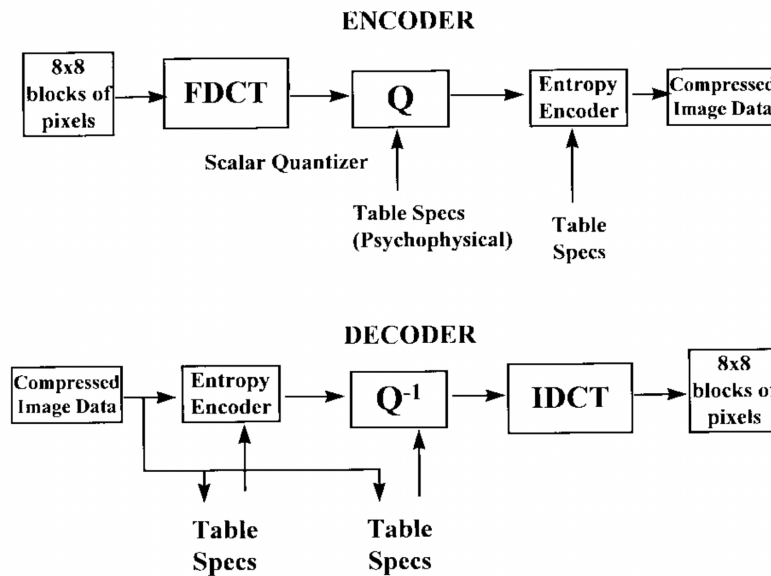 ENCODER
8x8
blocks of
pixels
FDCT
Q
Entropy
Encoder
Compressed
Image Data
Scalar Quantizer
Table Specs
(Psychophysical)
Table
Specs
DECODER
Compressed
Image Data
Entropy
Encoder
Q-1
IDCT
8x8
blocks of
pixels
Table
Specs
Table
Specs